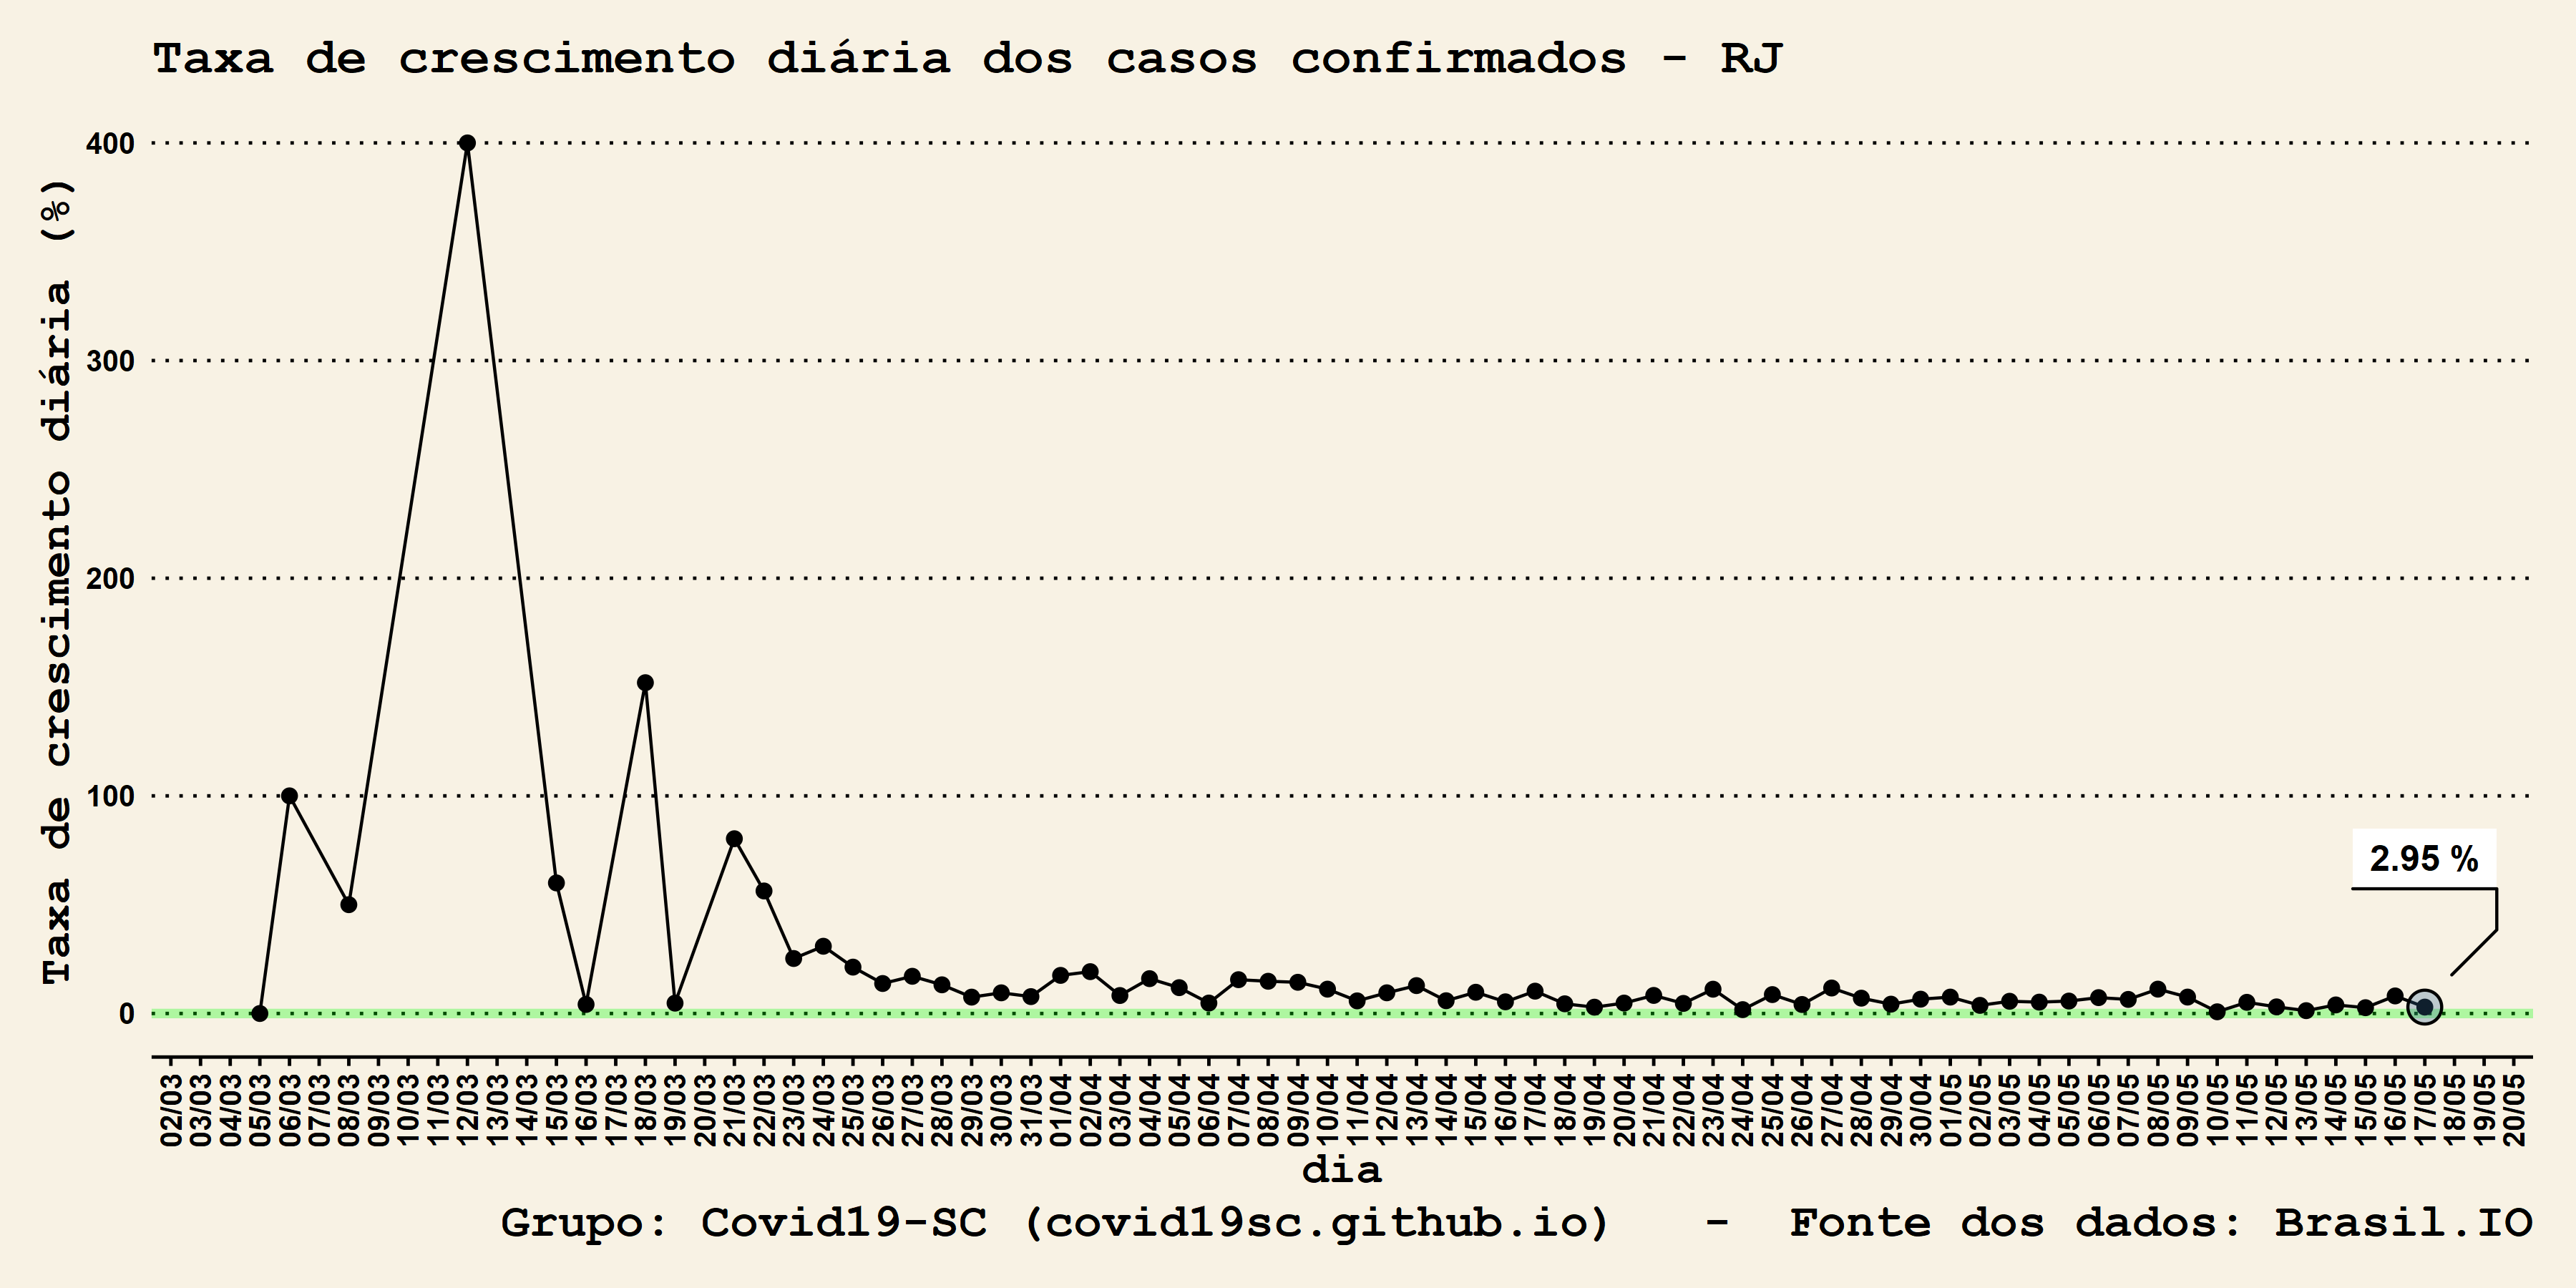 Taxa de crescimento diária dos casos confirmados - RJ
Taxa de crescimento diária (%)
400
300
200
100
0
2.95 %
02/03 03/03 04/03 05/03 06/03 07/03 08/03 09/03 10/03 11/03 12/03 13/03 14/03 15/03 16/03 17/03 18/03 19/03 20/03 21/03 22/03 23/03 24/03 25/03 26/03 27/03 28/03 29/03 30/03 31/03 01/04 02/04 03/04 04/04 05/04 06/04 07/04 08/04 09/04 10/04 11/04 12/04 13/04 14/04 15/04 16/04 17/04 18/04 19/04 20/04 21/04 22/04 23/04 24/04 25/04 26/04 27/04 28/04 29/04 30/04 01/05 02/05 03/05 04/05 05/05 06/05 07/05 08/05 09/05 10/05 11/05 12/05 13/05 14/05 15/05 16/05 17/05 18/05 19/05 20/05
dia
Grupo: Covid19-SC (covid19sc.github.io) - Fonte dos dados: Brasil.IO